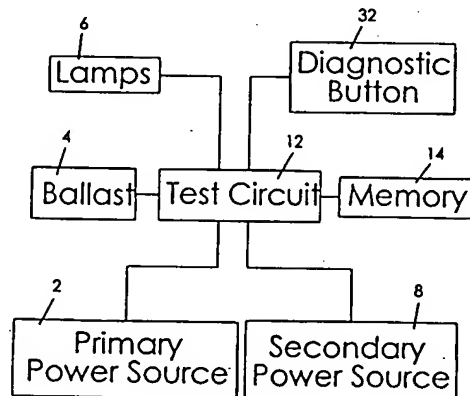 6
Lamps
32
Diagnostic
Button
4
Ballast
12
Test Circuit
14
Memory
2
Primary
Power Source
8
Secondary
Power Source